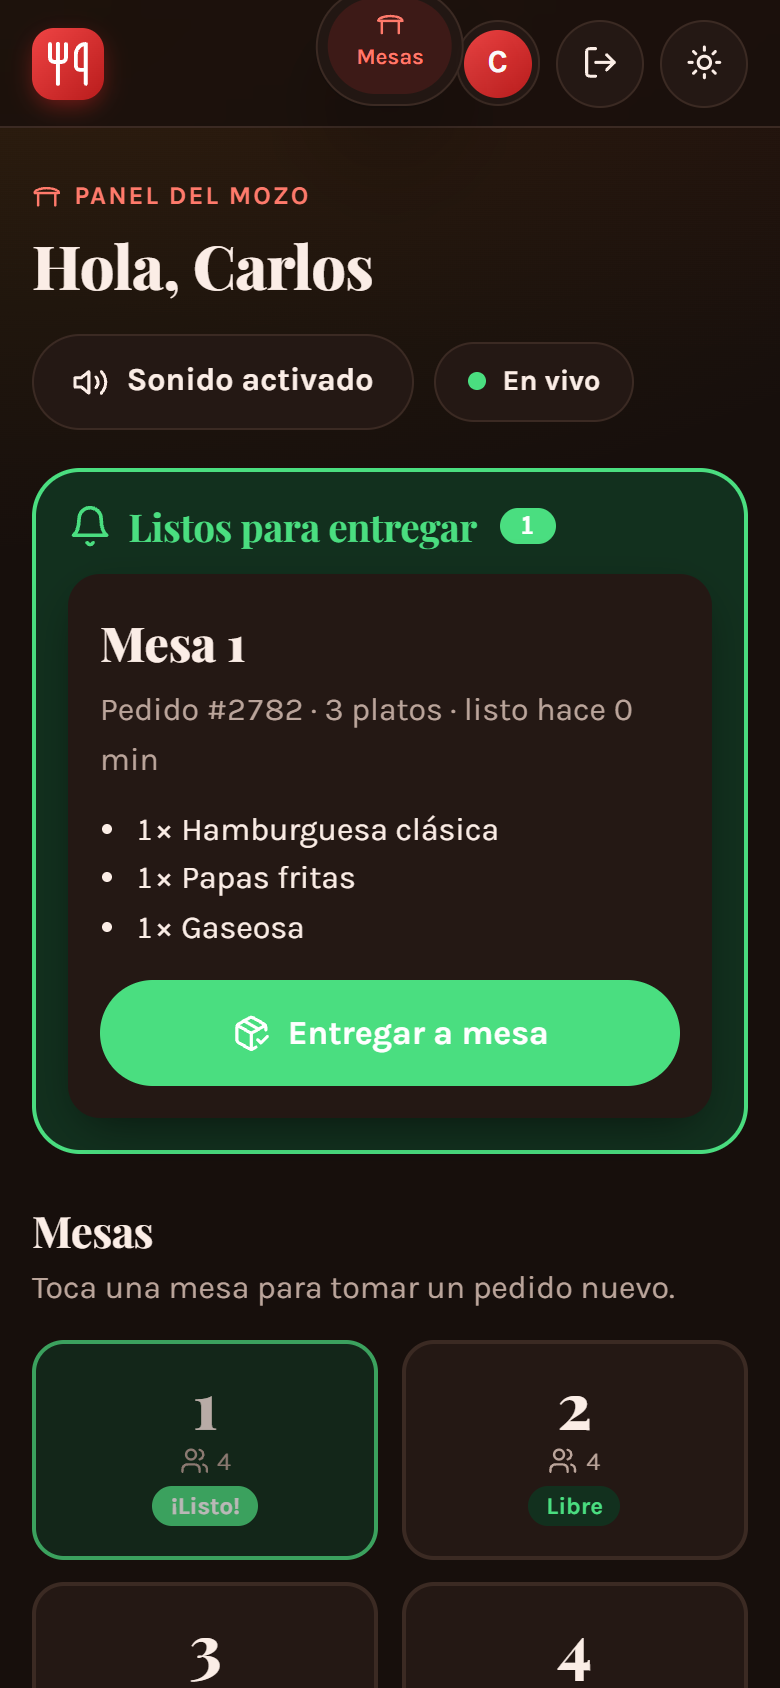 Mesas
C
PANEL DEL MOZO
Hola, Carlos
Sonido activado
En vivo
Listos para entregar 1
Mesa 1
Pedido #2782 · 3 platos · listo hace 0
min
• 1× Hamburguesa clásica
• 1× Papas fritas
• 1× Gaseosa
Entregar a mesa
Mesas
Toca una mesa para tomar un pedido nuevo.
1
4
¡Listo!
2
4
Libre
3
4